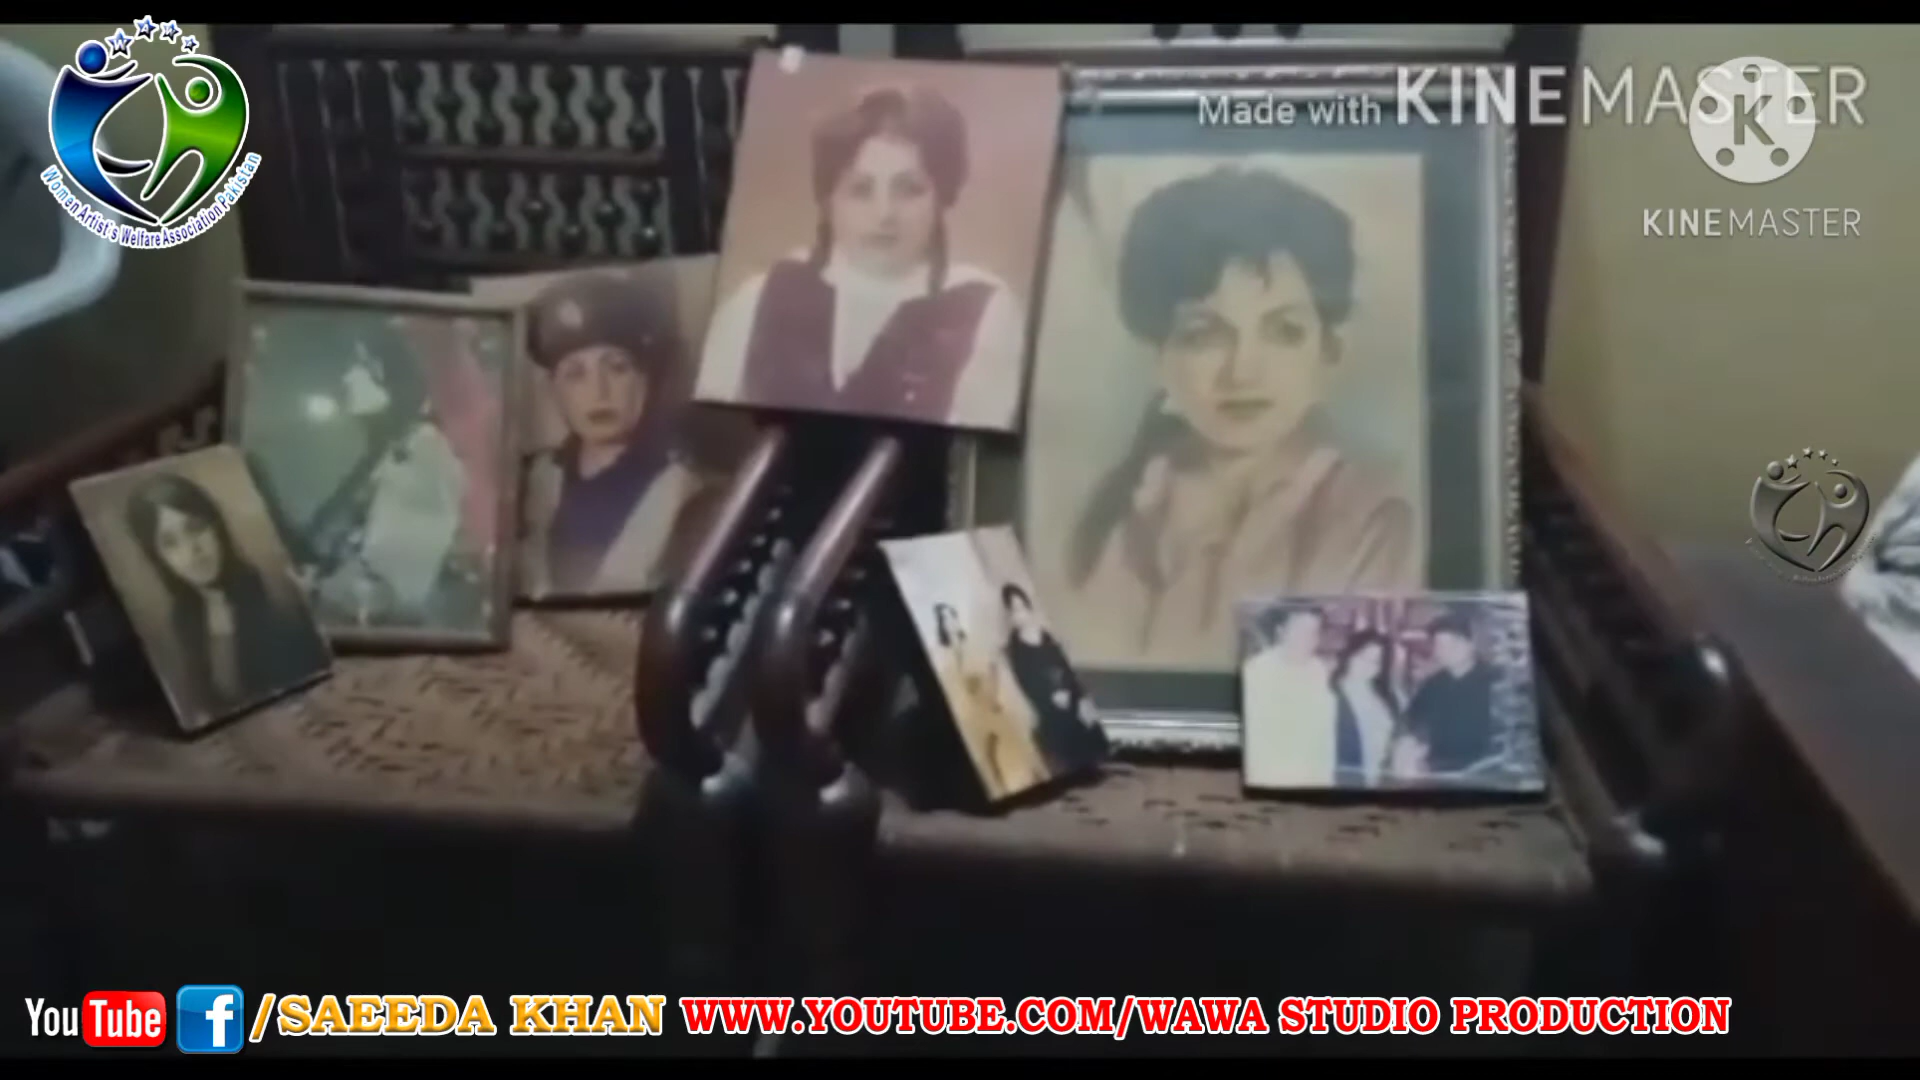 Women Artist's Welfare Association Pakistan
Made with KINEMASTER
K
KINEMASTER
You Tube f /SAEEDA KHAN WWW.YOUTUBE.COM/WAWA STUDIO PRODUCTION